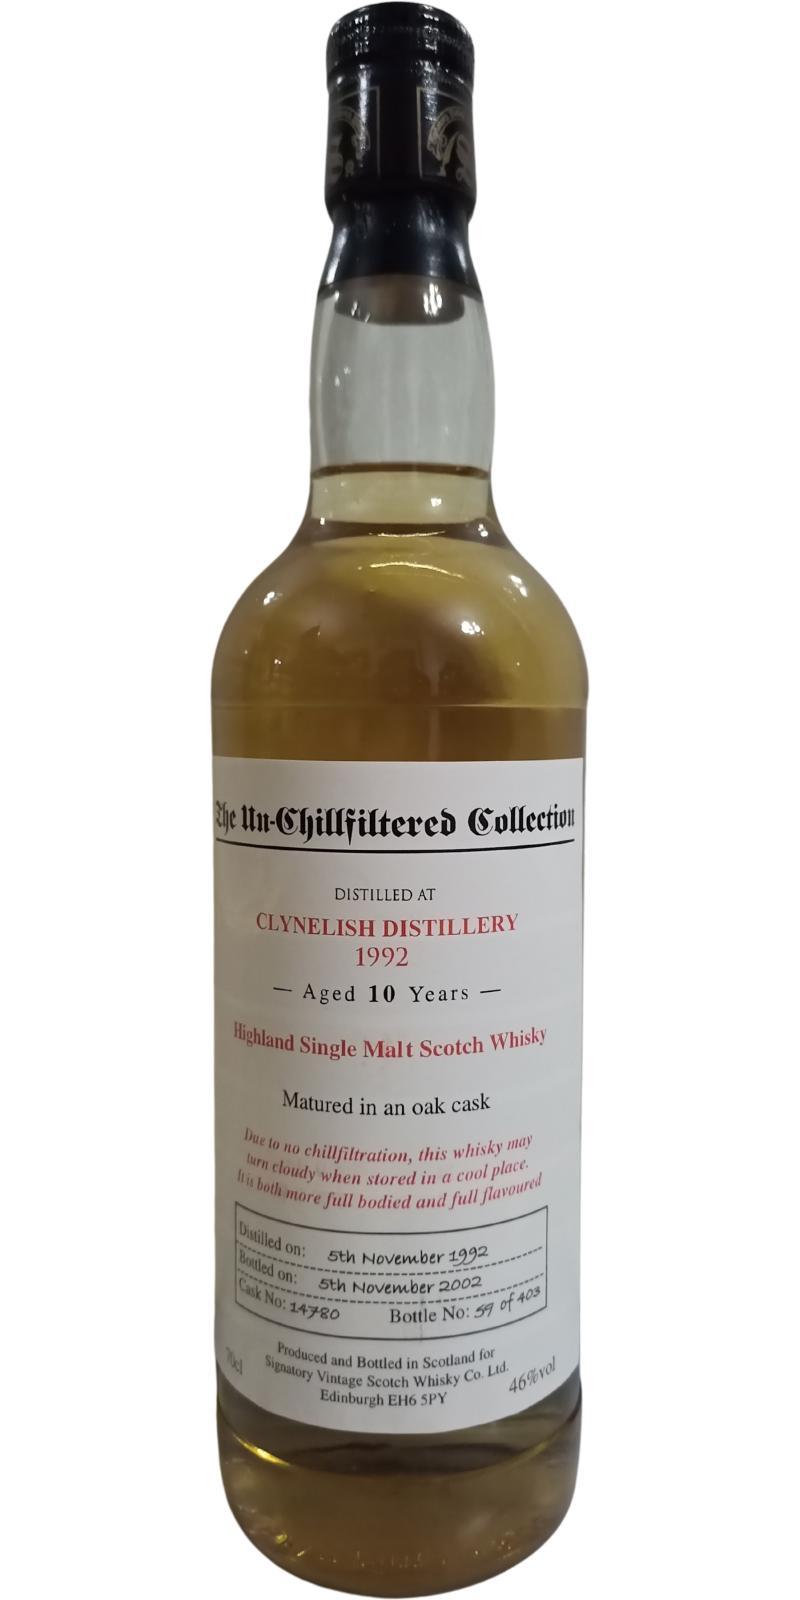 The Un-Chillfiltered Collection
DISTILLED AT
CLYNELISH DISTILLERY
1992
— Aged 10 Years —
Highland Single Malt Scotch Whisky
Matured in an oak cask
Due to no chillfiltration, this whisky may
turn cloudy when stored in a cool place.
It is both more full bodied and full flavoured
Distilled on: 5th November 1992
Bottled on: 5th November 2002
Cask No: 14780 Bottle No: 59 of 403
70cl
Produced and Bottled in Scotland for
Signatory Vintage Scotch Whisky Co. Ltd.
Edinburgh EH6 5PY
46%vol